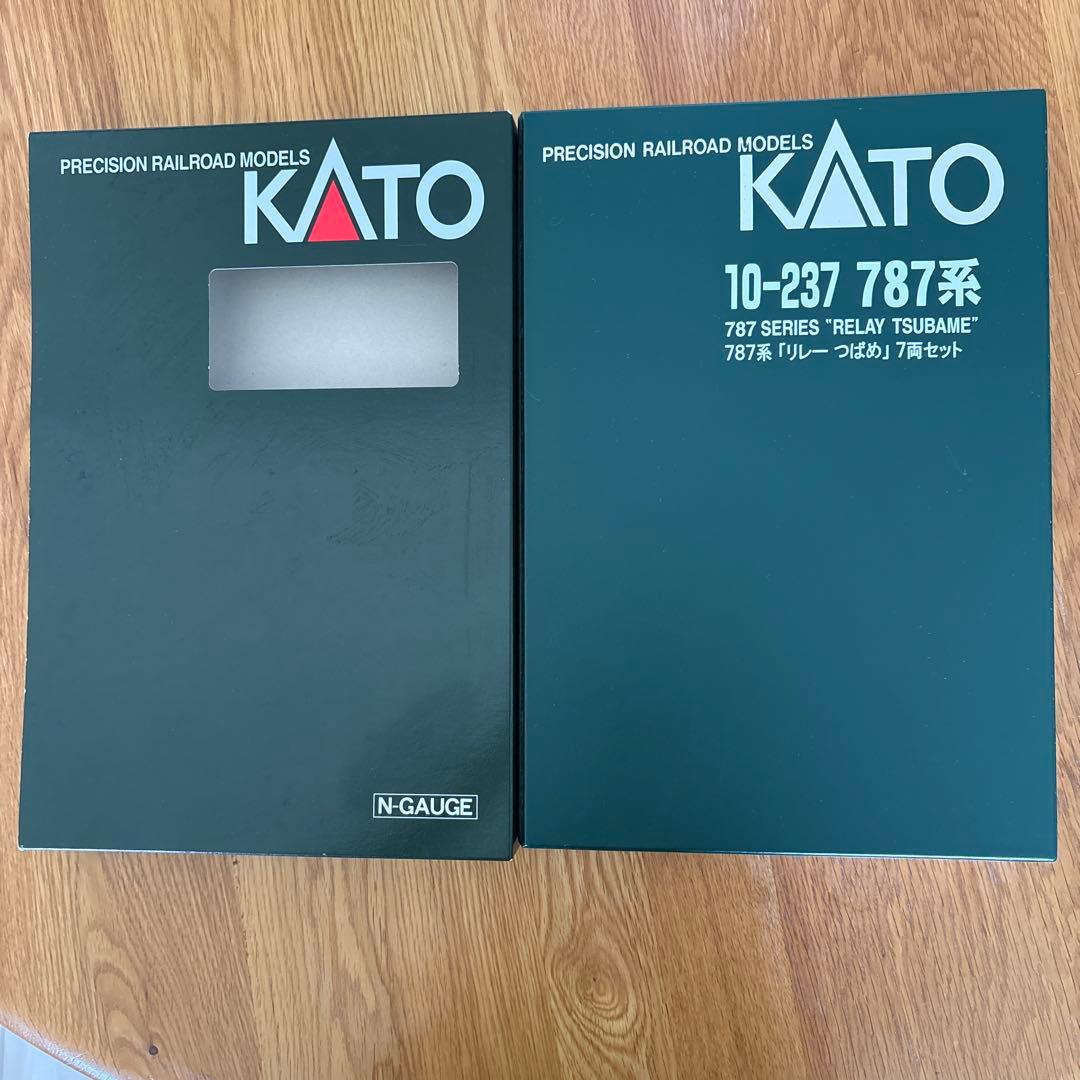 PRECISION RAILROAD MODELS
KATO
N-GAUGE
PRECISION RAILROAD MODELS
KATO
10-237 787系
787 SERIES "RELAY TSUBAME"
787系「リレー つばめ」7両セット